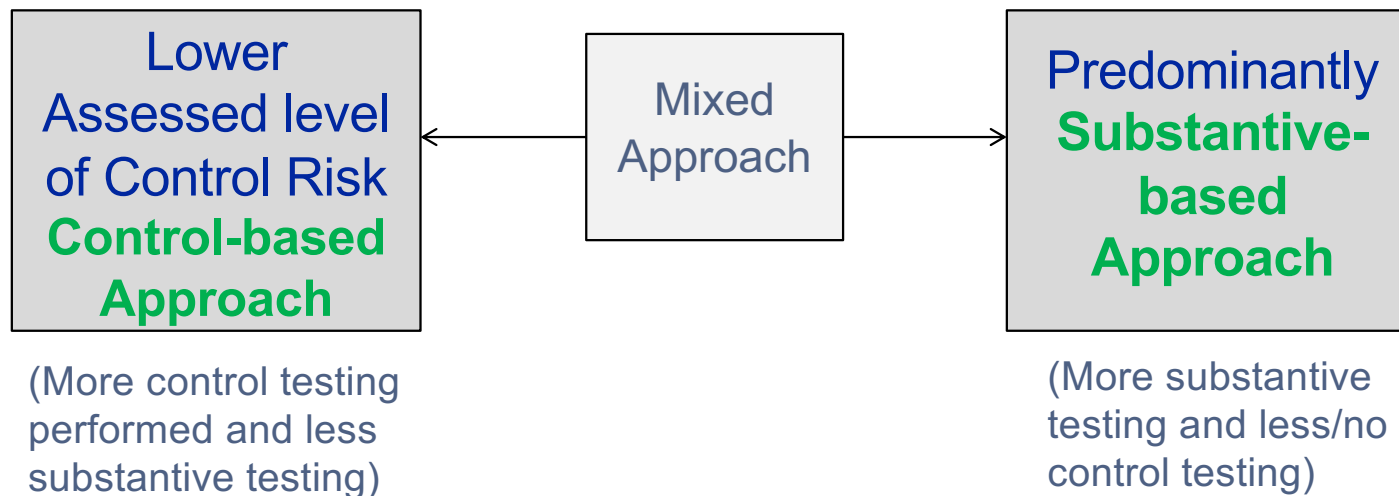 Lower
Assessed level
of Control Risk
Control-based
Approach
(More control testing
performed and less
substantive testing)
Mixed
Approach
Predominantly
Substantive-
based
Approach
(More substantive
testing and less/no
control testing)